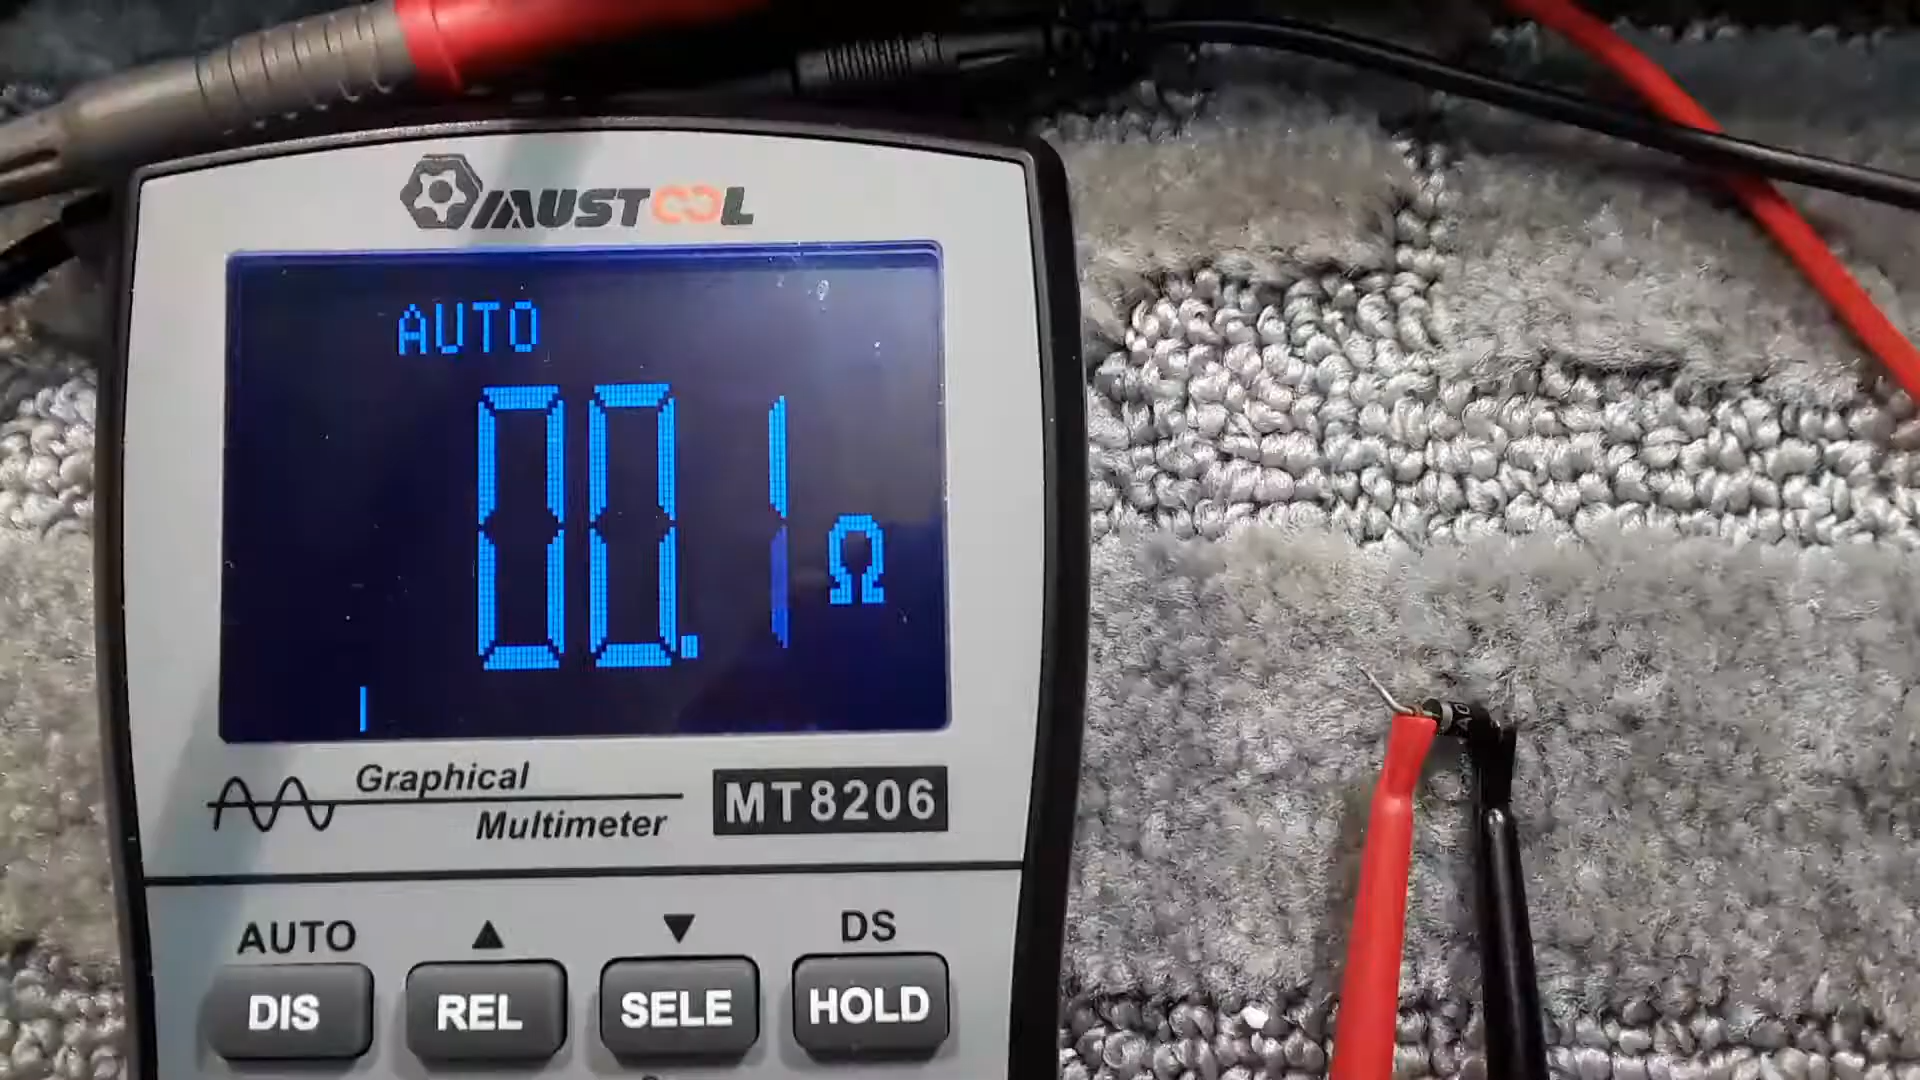 MUSTOOL
AUTO
00.1 Ω
Graphical
Multimeter
MT8206
AUTO ▲ ▼ DS
DIS REL SELE HOLD